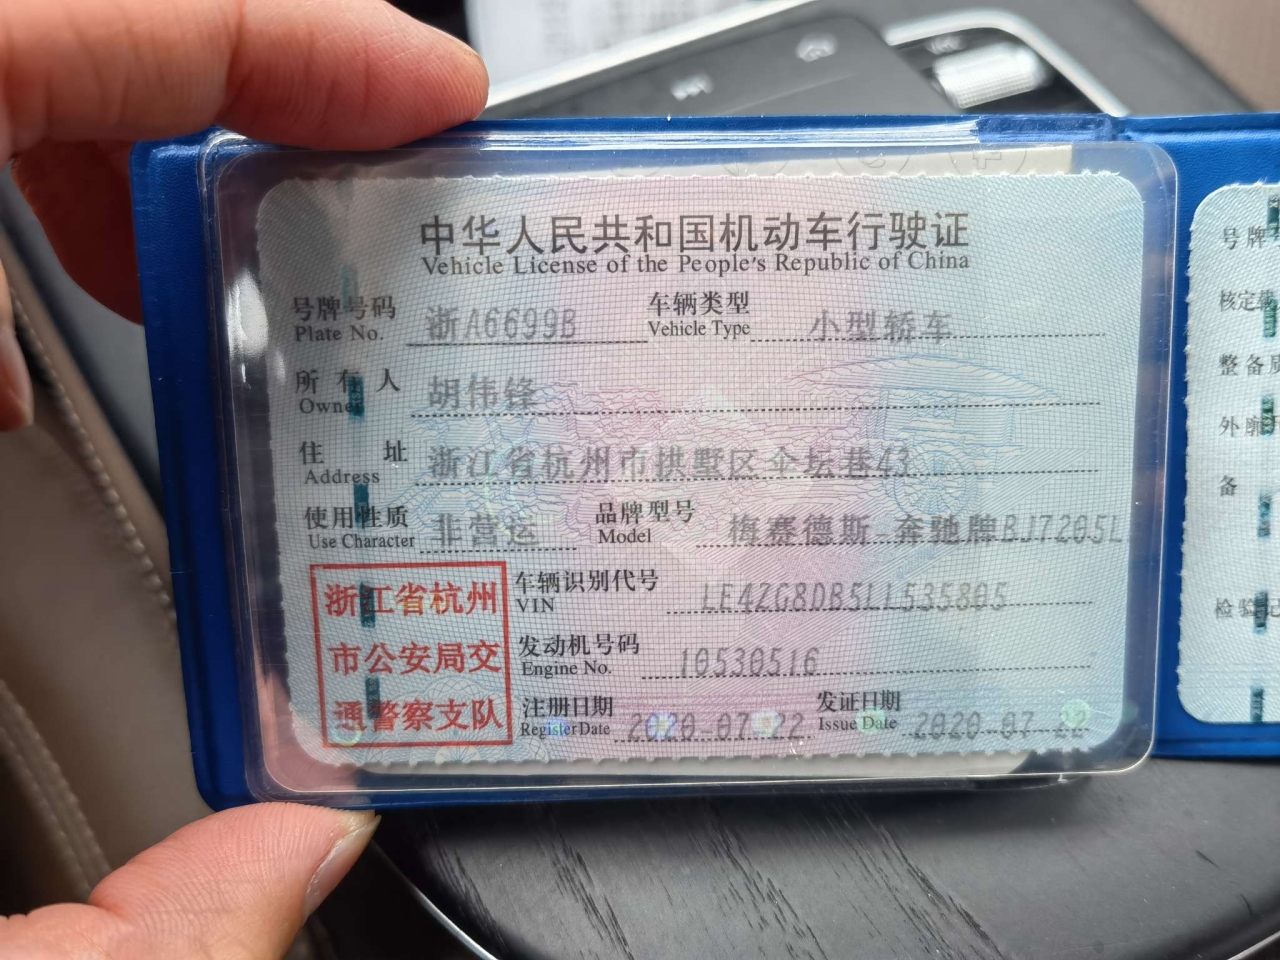 中华人民共和国机动车行驶证
Vehicle License of the People's Republic of China
号牌号码 浙A6699B 车辆类型 小型轿车
Plate No. Vehicle Type
所有人 胡伟锋
Owner
住址 浙江省杭州市拱墅区伞坛巷43
Address
使用性质 非营运 品牌型号 梅赛德斯-奔驰牌BJ7205L
Use Character Model
浙江省杭州
市公安局交
通警察支队
车辆识别代号 LE4ZG8DB5LL535805
VIN
发动机号码 10530516
Engine No.
注册日期 2020-07-22 发证日期 2020-07-22
Register Date Issue Date
号牌
核定载
整备质
外廓
备
检验记